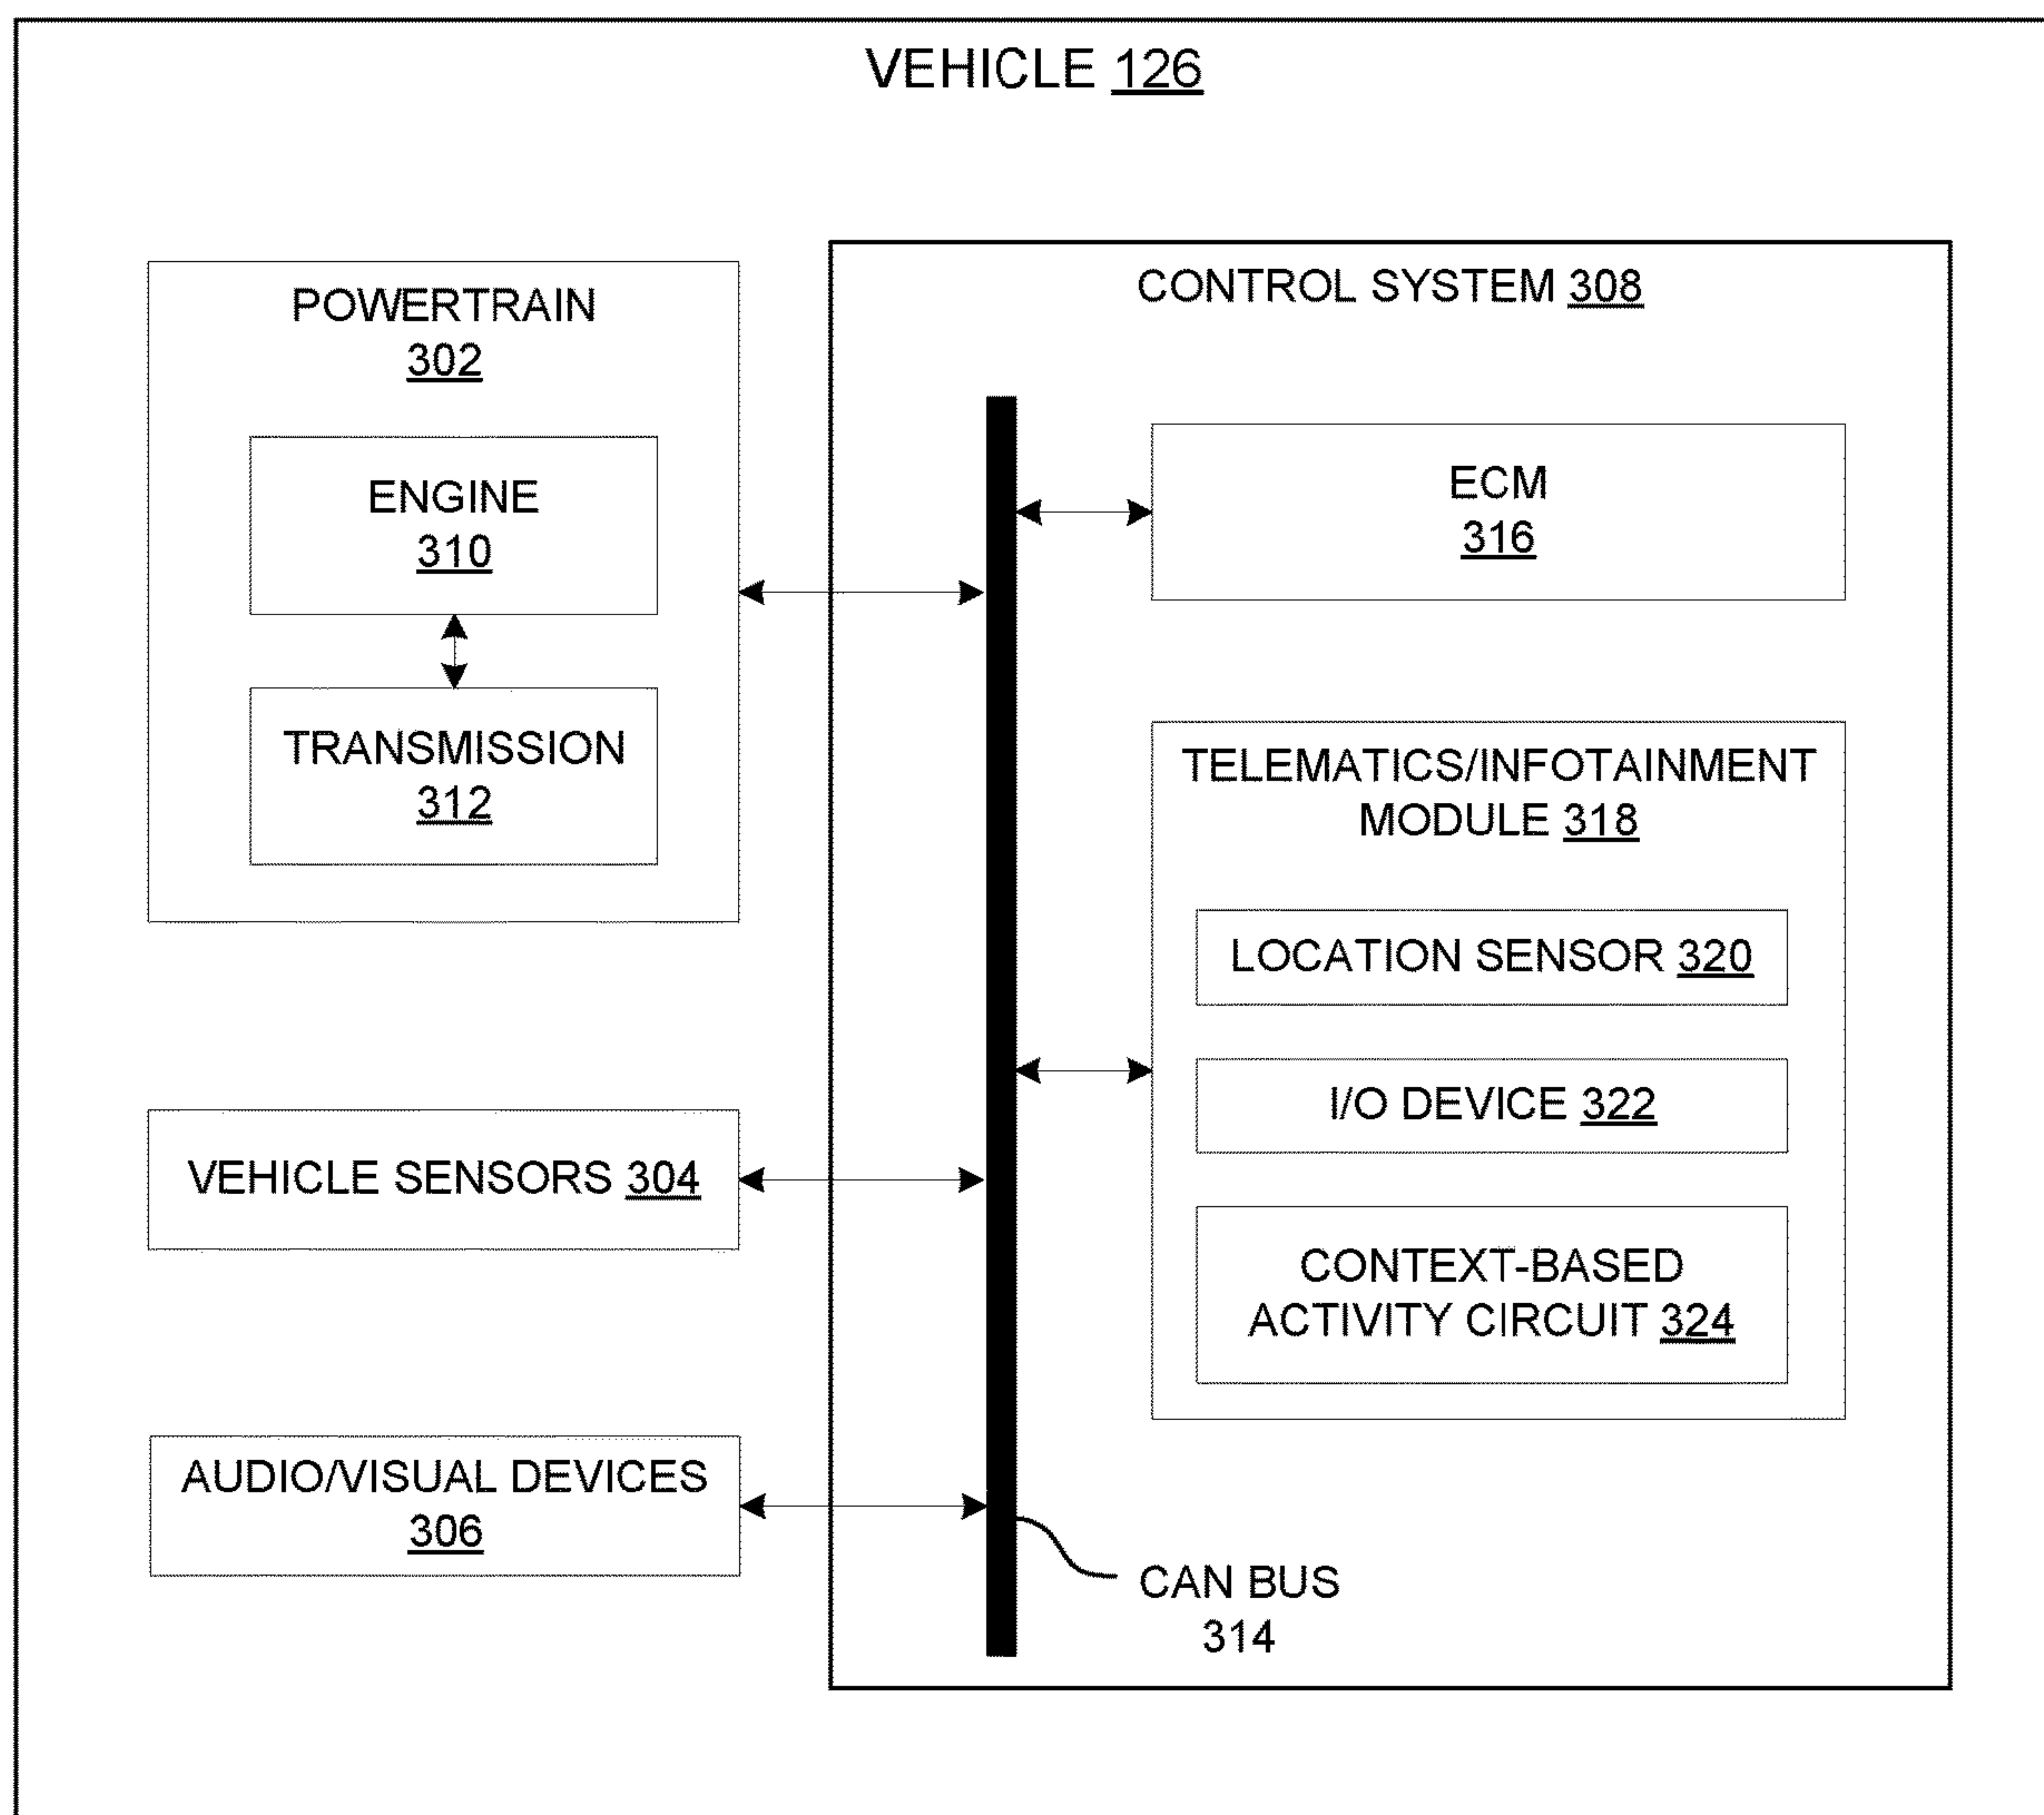 VEHICLE 126
POWERTRAIN
302
ENGINE
310
TRANSMISSION
312
VEHICLE SENSORS 304
AUDIO/VISUAL DEVICES
306
CONTROL SYSTEM 308
ECM
316
TELEMATICS/INFOTAINMENT
MODULE 318
LOCATION SENSOR 320
I/O DEVICE 322
CONTEXT-BASED
ACTIVITY CIRCUIT 324
CAN BUS
314